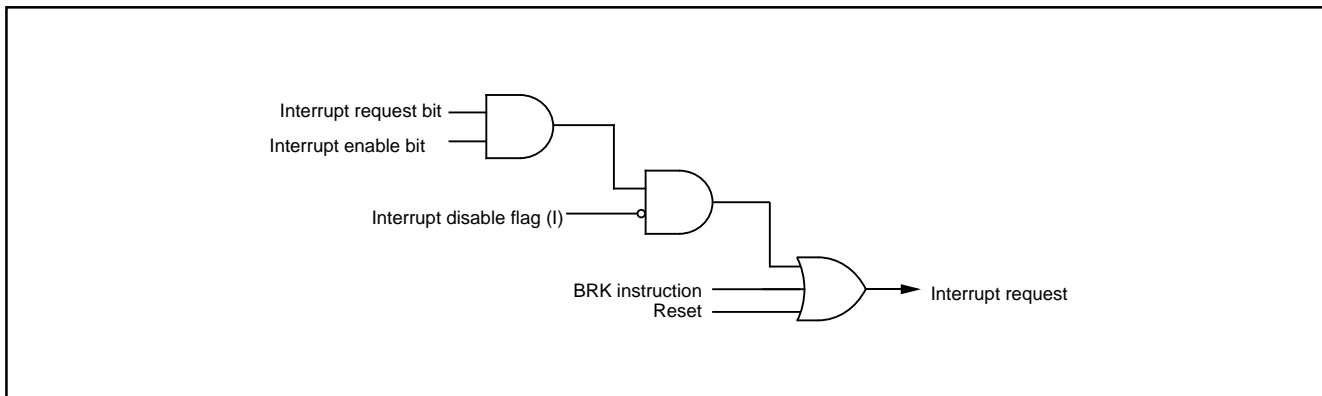 Interrupt request bit
Interrupt enable bit
Interrupt disable flag (I)
BRK instruction
Reset
Interrupt request